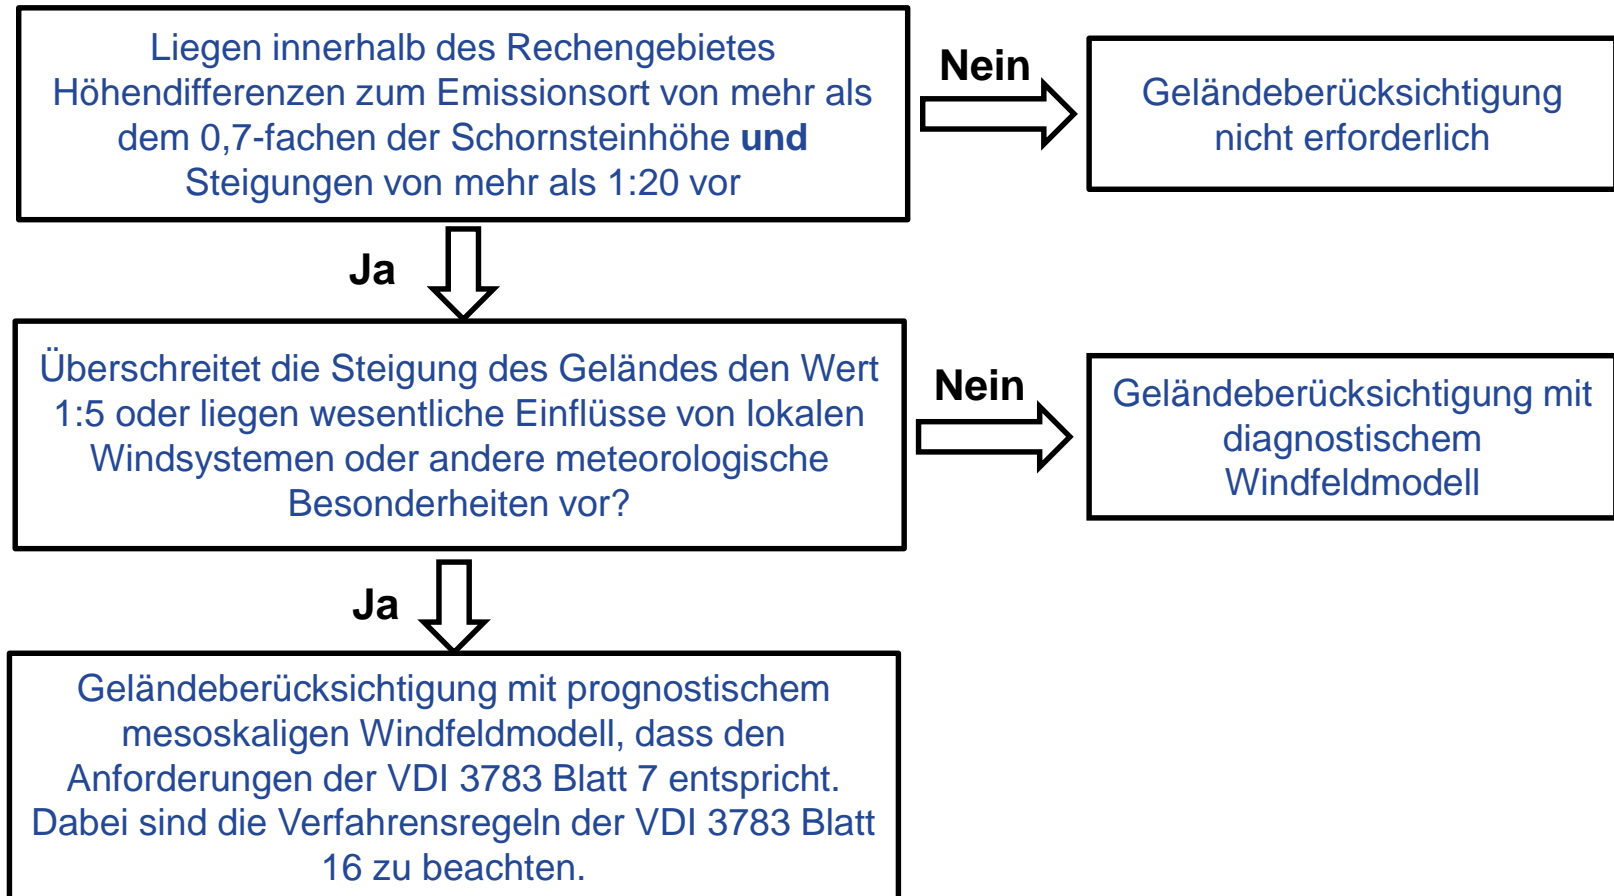 Liegen innerhalb des Rechengebietes
Höhendifferenzen zum Emissionsort von mehr als
dem 0,7-fachen der Schornsteinhöhe und
Steigungen von mehr als 1:20 vor
Nein
Geländeberücksichtigung
nicht erforderlich
Ja
Überschreitet die Steigung des Geländes den Wert
1:5 oder liegen wesentliche Einflüsse von lokalen
Windsystemen oder andere meteorologische
Besonderheiten vor?
Nein
Geländeberücksichtigung mit
diagnostischem
Windfeldmodell
Ja
Geländeberücksichtigung mit prognostischem
mesoskaligen Windfeldmodell, dass den
Anforderungen der VDI 3783 Blatt 7 entspricht.
Dabei sind die Verfahrensregeln der VDI 3783 Blatt
16 zu beachten.